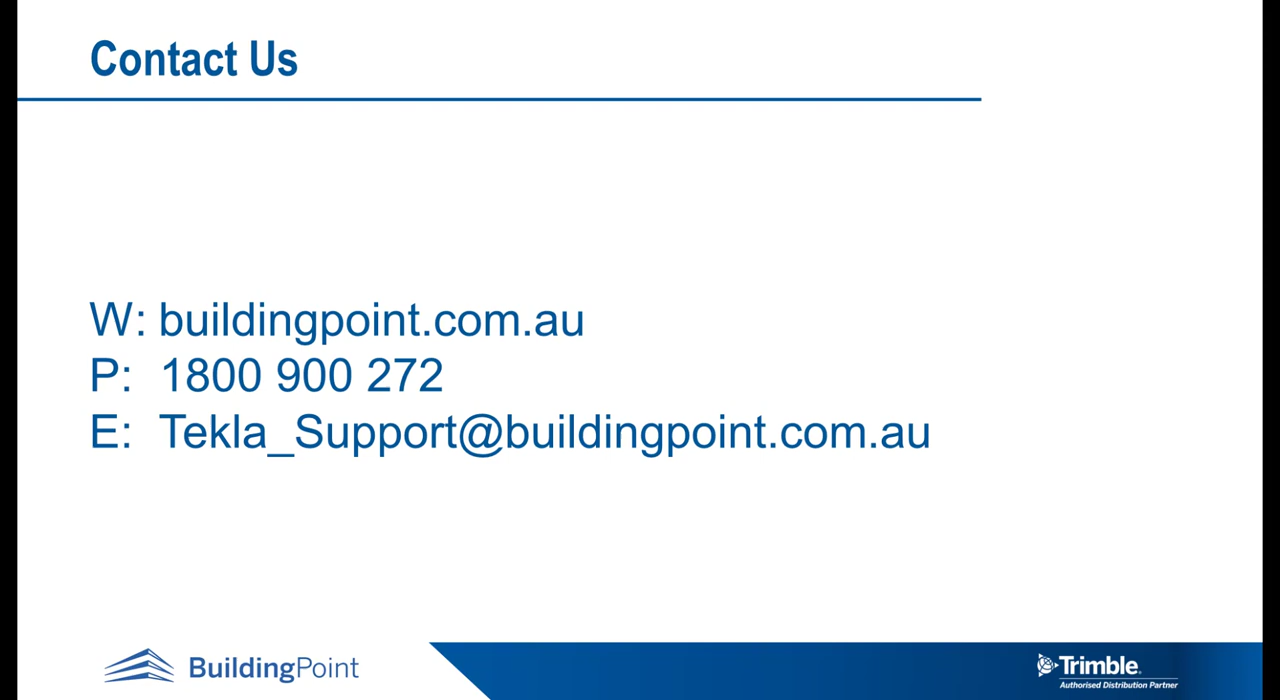 Contact Us
W: buildingpoint.com.au
P: 1800 900 272
E: Tekla_Support@buildingpoint.com.au
BuildingPoint
Trimble
Authorised Distribution Partner